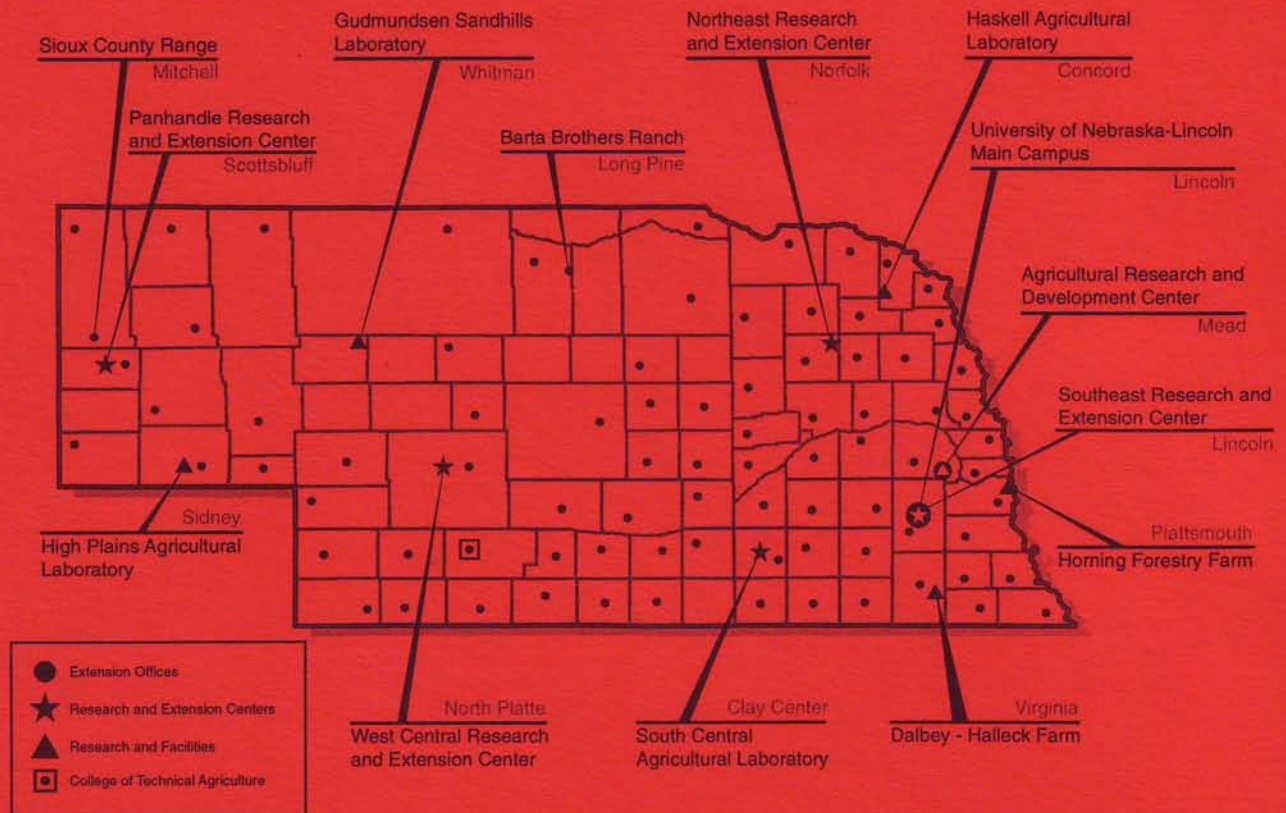 Sioux County Range
Mitchell
Gudmundsen Sandhills
Laboratory
Whitman
Northeast Research
and Extension Center
Norfolk
Haskell Agricultural
Laboratory
Concord
Panhandle Research
and Extension Center
Scottsbluff
Barta Brothers Ranch
Long Pine
University of Nebraska-Lincoln
Main Campus
Lincoln
Agricultural Research and
Development Center
Mead
Southeast Research and
Extension Center
Lincoln
Sidney
High Plains Agricultural
Laboratory
Plattsmouth
Horning Forestry Farm
North Platte
West Central Research
and Extension Center
Clay Center
South Central
Agricultural Laboratory
Virginia
Dalbey - Halleck Farm
Extension Offices
Research and Extension Centers
Research and Facilities
College of Technical Agriculture